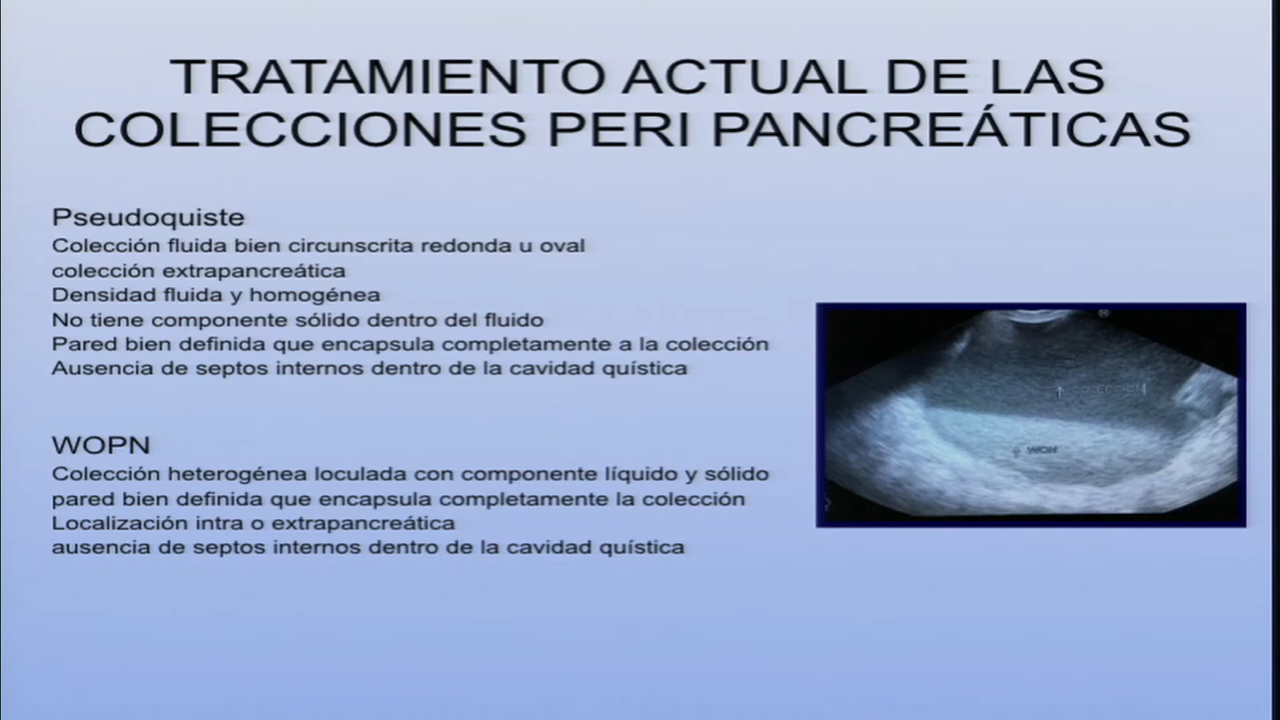 TRATAMIENTO ACTUAL DE LAS
COLECCIONES PERI PANCREÁTICAS
Pseudoquiste
Colección fluida bien circunscrita redonda u oval
colección extrapancreática
Densidad fluida y homogénea
No tiene componente sólido dentro del fluido
Pared bien definida que encapsula completamente a la colección
Ausencia de septos internos dentro de la cavidad quística
WOPN
Colección heterogénea loculada con componente líquido y sólido
pared bien definida que encapsula completamente la colección
Localización intra o extrapancreática
ausencia de septos internos dentro de la cavidad quística
COLECCION
WON